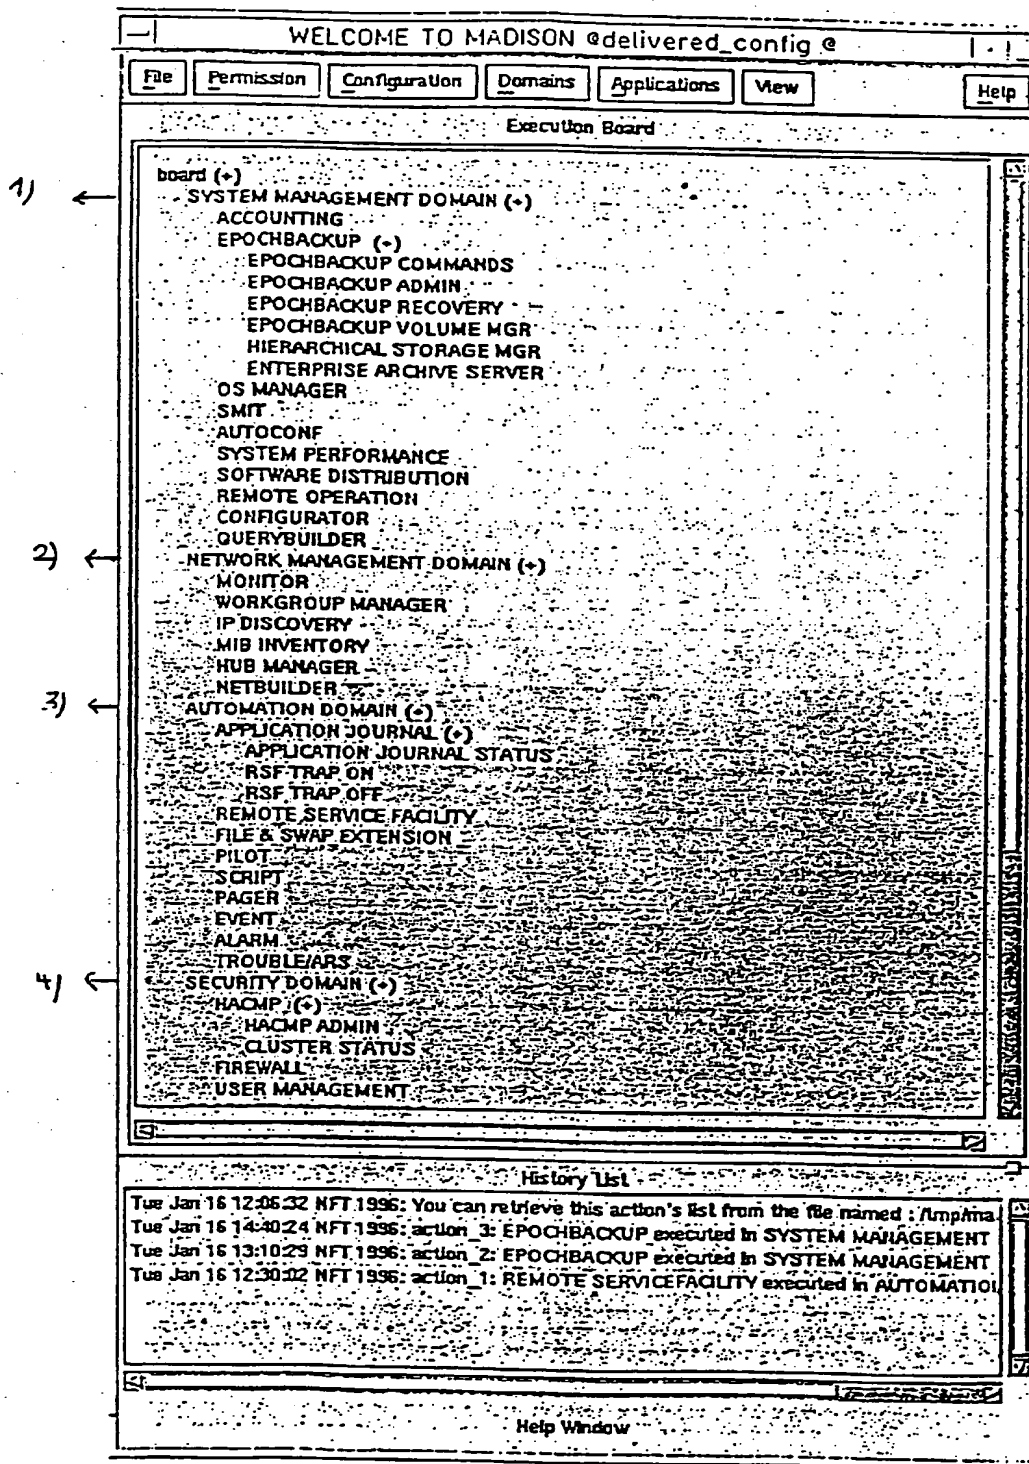 WELCOME TO MADISON @delivered_config @
File Permission Configuration Domains Applications View Help
Execution Board
board (+)
1) ← SYSTEM MANAGEMENT DOMAIN (+)
ACCOUNTING
EPOCHBACKUP (+)
EPOCHBACKUP COMMANDS
EPOCHBACKUP ADMIN
EPOCHBACKUP RECOVERY
EPOCHBACKUP VOLUME MGR
HIERARCHICAL STORAGE MGR
ENTERPRISE ARCHIVE SERVER
OS MANAGER
SMIT
AUTOCONF
SYSTEM PERFORMANCE
SOFTWARE DISTRIBUTION
REMOTE OPERATION
CONFIGURATOR
QUERYBUILDER
2) ← NETWORK MANAGEMENT DOMAIN (+)
MONITOR
WORKGROUP MANAGER
IP DISCOVERY
MIB INVENTORY
HUB MANAGER
NETBUILDER
3) ← AUTOMATION DOMAIN (+)
APPLICATION JOURNAL (+)
APPLICATION JOURNAL STATUS
RSF TRAP ON
RSF TRAP OFF
REMOTE SERVICE FACILITY
FILE & SWAP EXTENSION
PILOT
SCRIPT
PAGER
EVENT
ALARM
TROUBLE/ARS
4) ← SECURITY DOMAIN (+)
HACMP (+)
HACMP ADMIN
CLUSTER STATUS
FIREWALL
USER MANAGEMENT
History List
Tue Jan 16 12:06:32 NFT 1996: You can retrieve this action's list from the file named : /tmp/ma
Tue Jan 16 14:40:24 NFT 1996: action_3: EPOCHBACKUP executed in SYSTEM MANAGEMENT
Tue Jan 16 13:10:29 NFT 1996: action_2: EPOCHBACKUP executed in SYSTEM MANAGEMENT
Tue Jan 16 12:30:02 NFT 1996: action_1: REMOTE SERVICEFACILITY executed in AUTOMATIO
Help Window